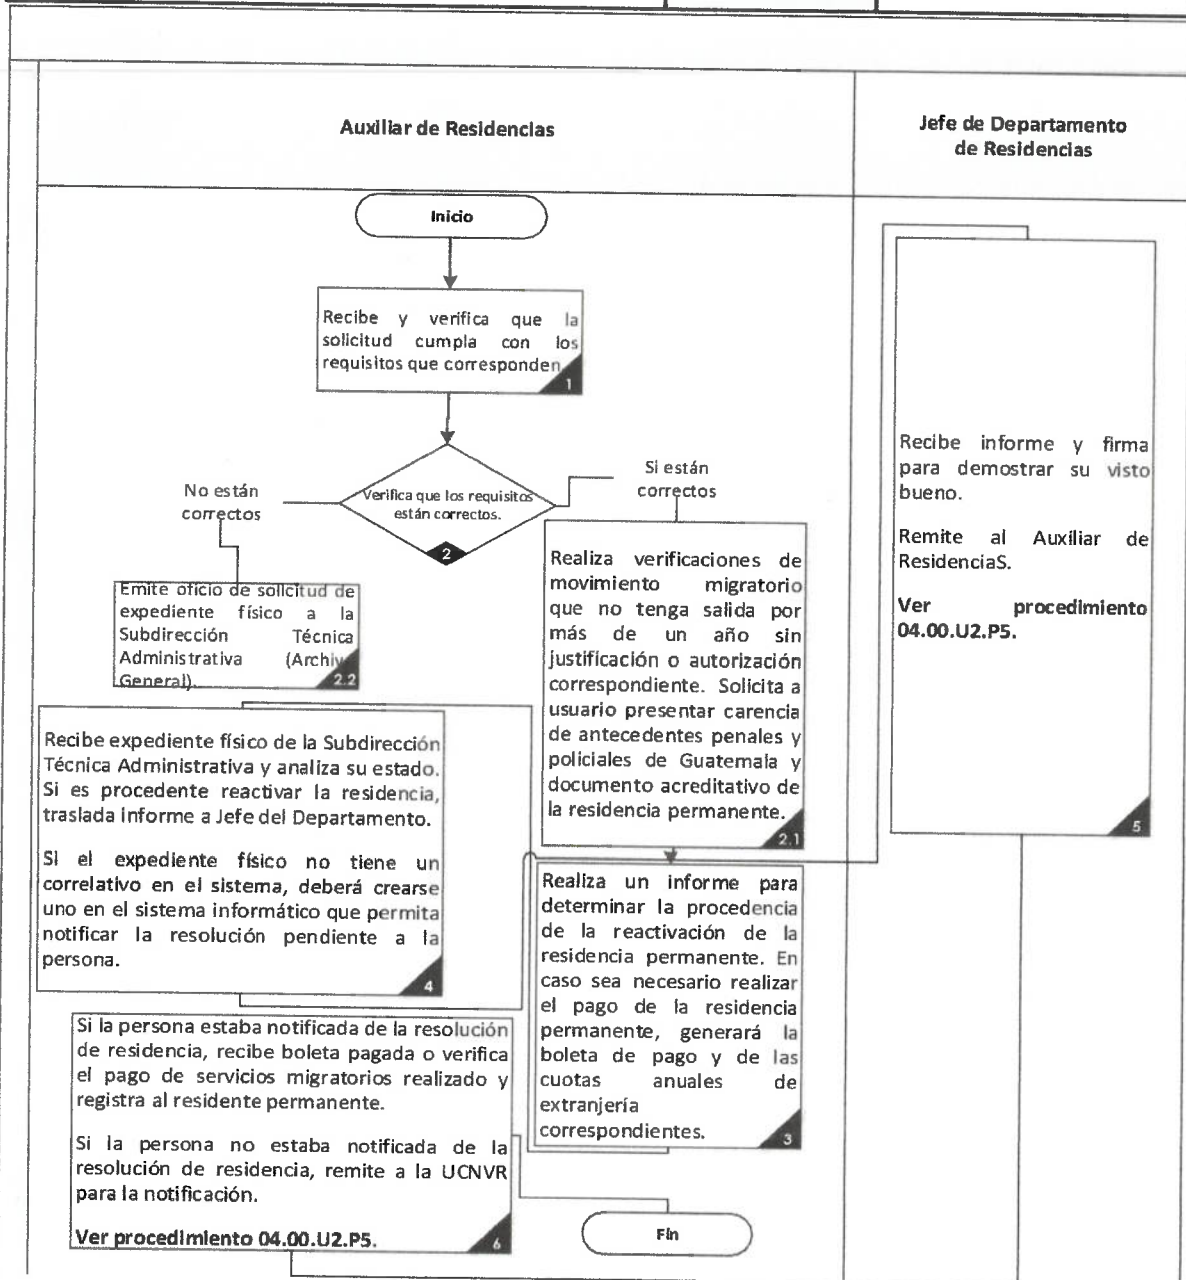 Auxiliar de Residencias
Jefe de Departamento
de Residencias
Inicio
Recibe y verifica que la
solicitud cumpla con los
requisitos que corresponden.
1
Verifica que los requisitos
están correctos.
2
No están
correctos
Si están
correctos
Emite oficio de solicitud de
expediente físico a la
Subdirección Técnica
Administrativa (Archivo
General).
2.2
Realiza verificaciones de
movimiento migratorio
que no tenga salida por
más de un año sin
justificación o autorización
correspondiente. Solicita a
usuario presentar carencia
de antecedentes penales y
policiales de Guatemala y
documento acreditativo de
la residencia permanente.
2.1
Realiza un informe para
determinar la procedencia
de la reactivación de la
residencia permanente. En
caso sea necesario realizar
el pago de la residencia
permanente, generará la
boleta de pago y de las
cuotas anuales de
extranjería
correspondientes.
3
Recibe expediente físico de la Subdirección
Técnica Administrativa y analiza su estado.
Si es procedente reactivar la residencia,
traslada informe a Jefe del Departamento.
Si el expediente físico no tiene un
correlativo en el sistema, deberá crearse
uno en el sistema informático que permita
notificar la resolución pendiente a la
persona.
4
Recibe informe y firma
para demostrar su visto
bueno.
Remite al Auxiliar de
ResidenciaS.
Ver procedimiento
04.00.U2.P5.
5
Si la persona estaba notificada de la resolución
de residencia, recibe boleta pagada o verifica
el pago de servicios migratorios realizado y
registra al residente permanente.
Si la persona no estaba notificada de la
resolución de residencia, remite a la UCNVR
para la notificación.
Ver procedimiento 04.00.U2.P5.
6
Fin